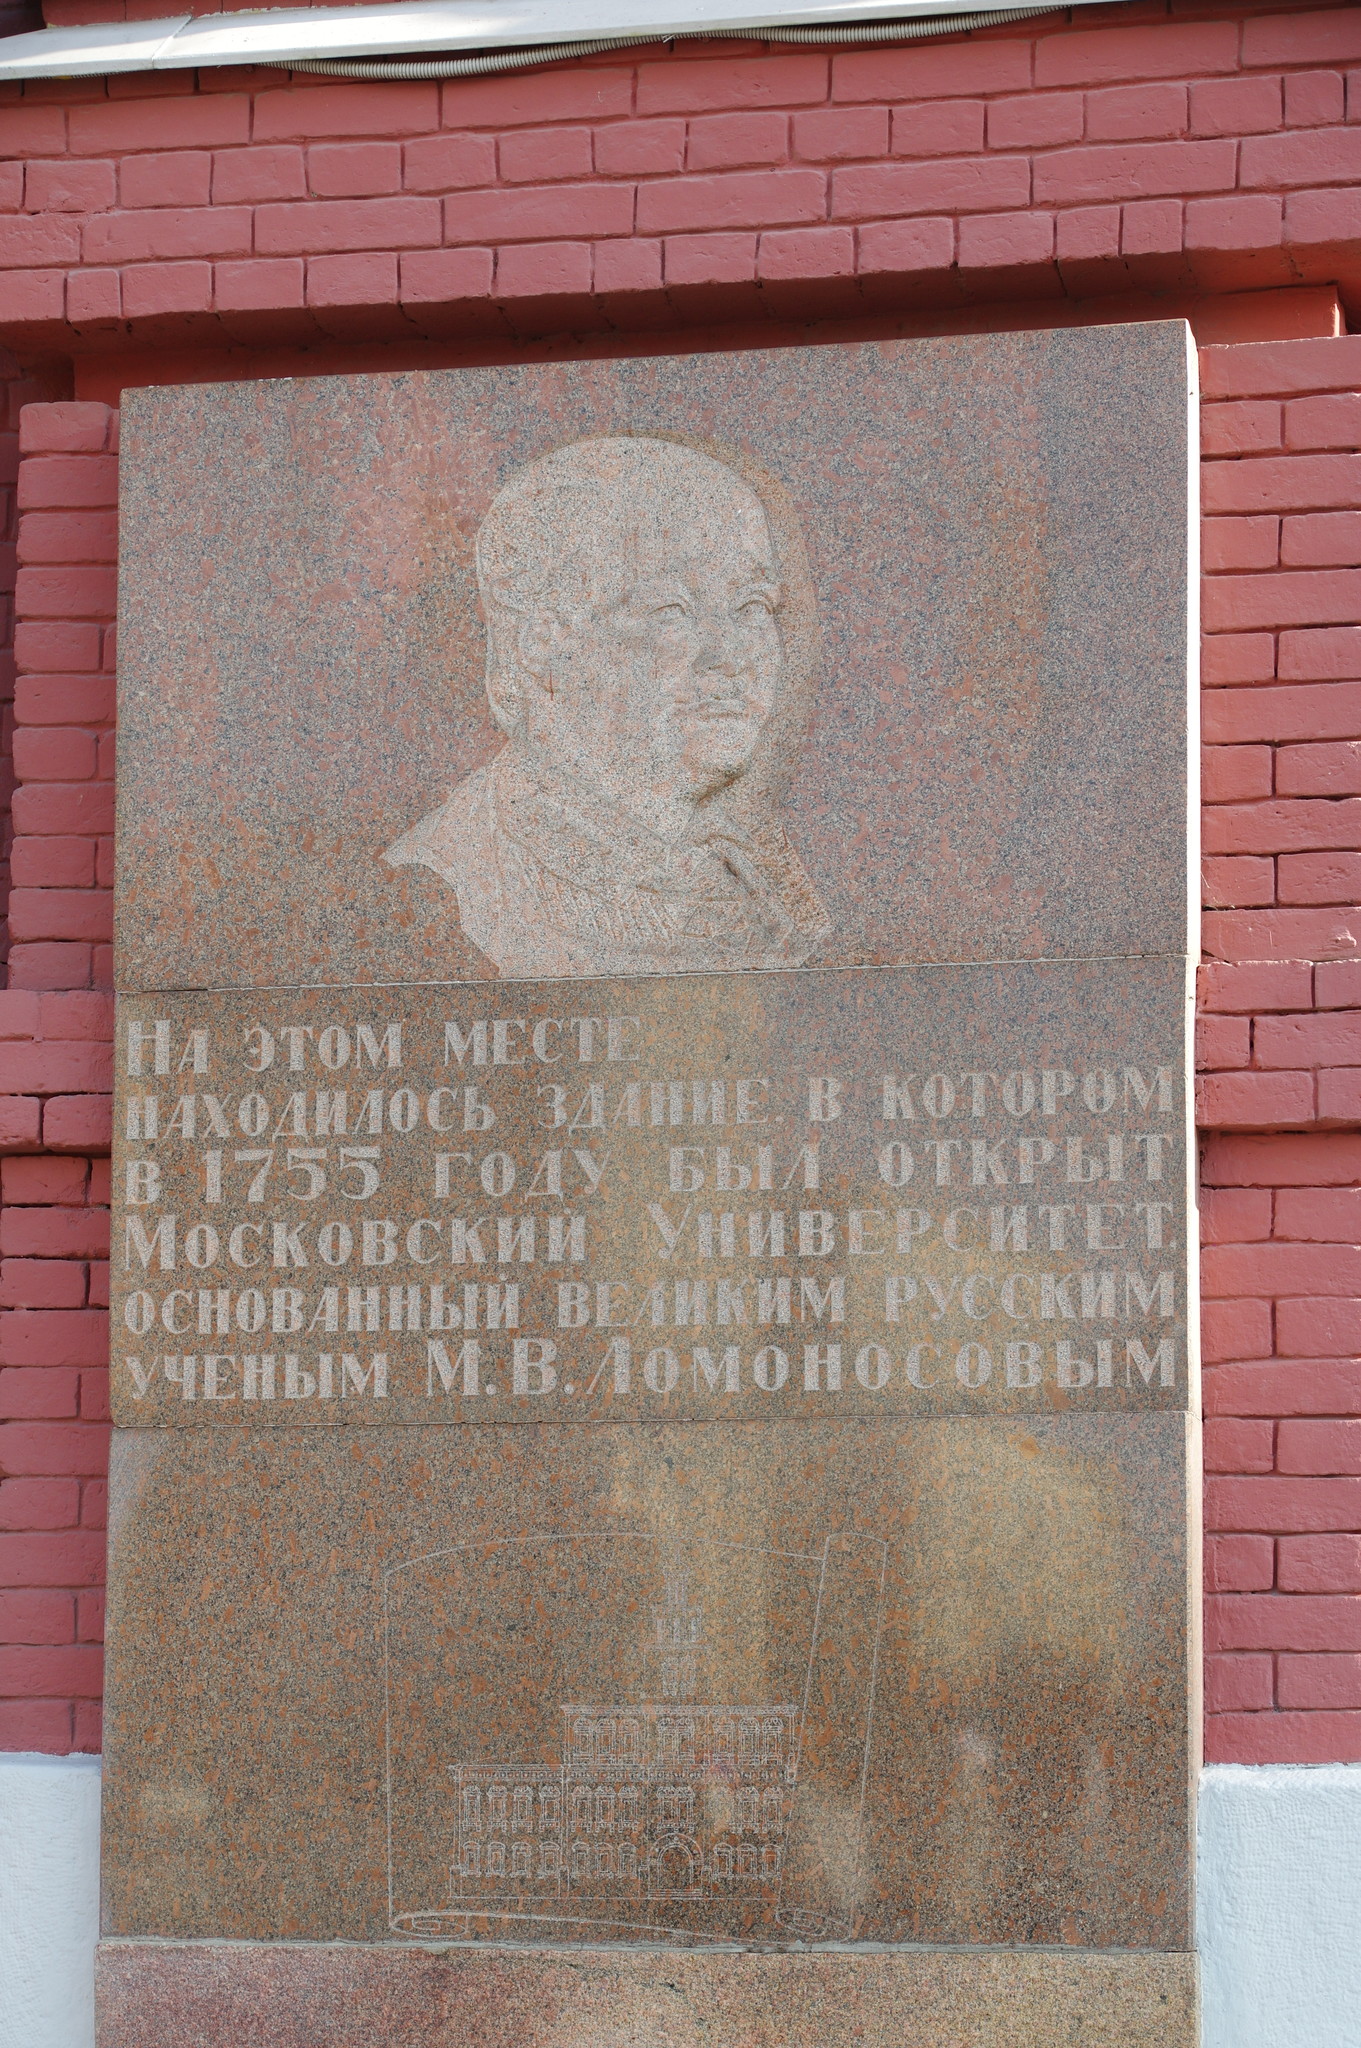 На этом месте
находилось здание, в котором
в 1755 году был открыт
Московский Университет,
основанный великим русским
ученым М.В.Ломоносовым